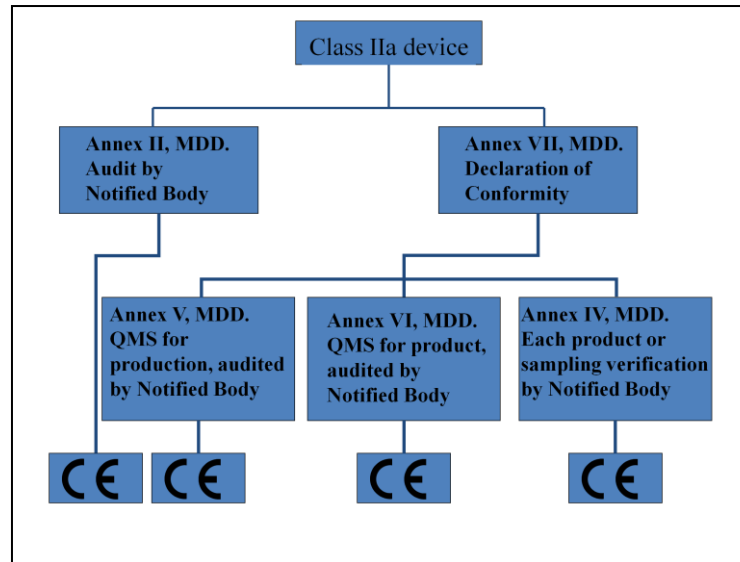 Class IIa device
Annex II, MDD.
Audit by
Notified Body
Annex VII, MDD.
Declaration of
Conformity
Annex V, MDD.
QMS for
production, audited
by Notified Body
Annex VI, MDD.
QMS for product,
audited by
Notified Body
Annex IV, MDD.
Each product or
sampling verification
by Notified Body
CE
CE
CE
CE